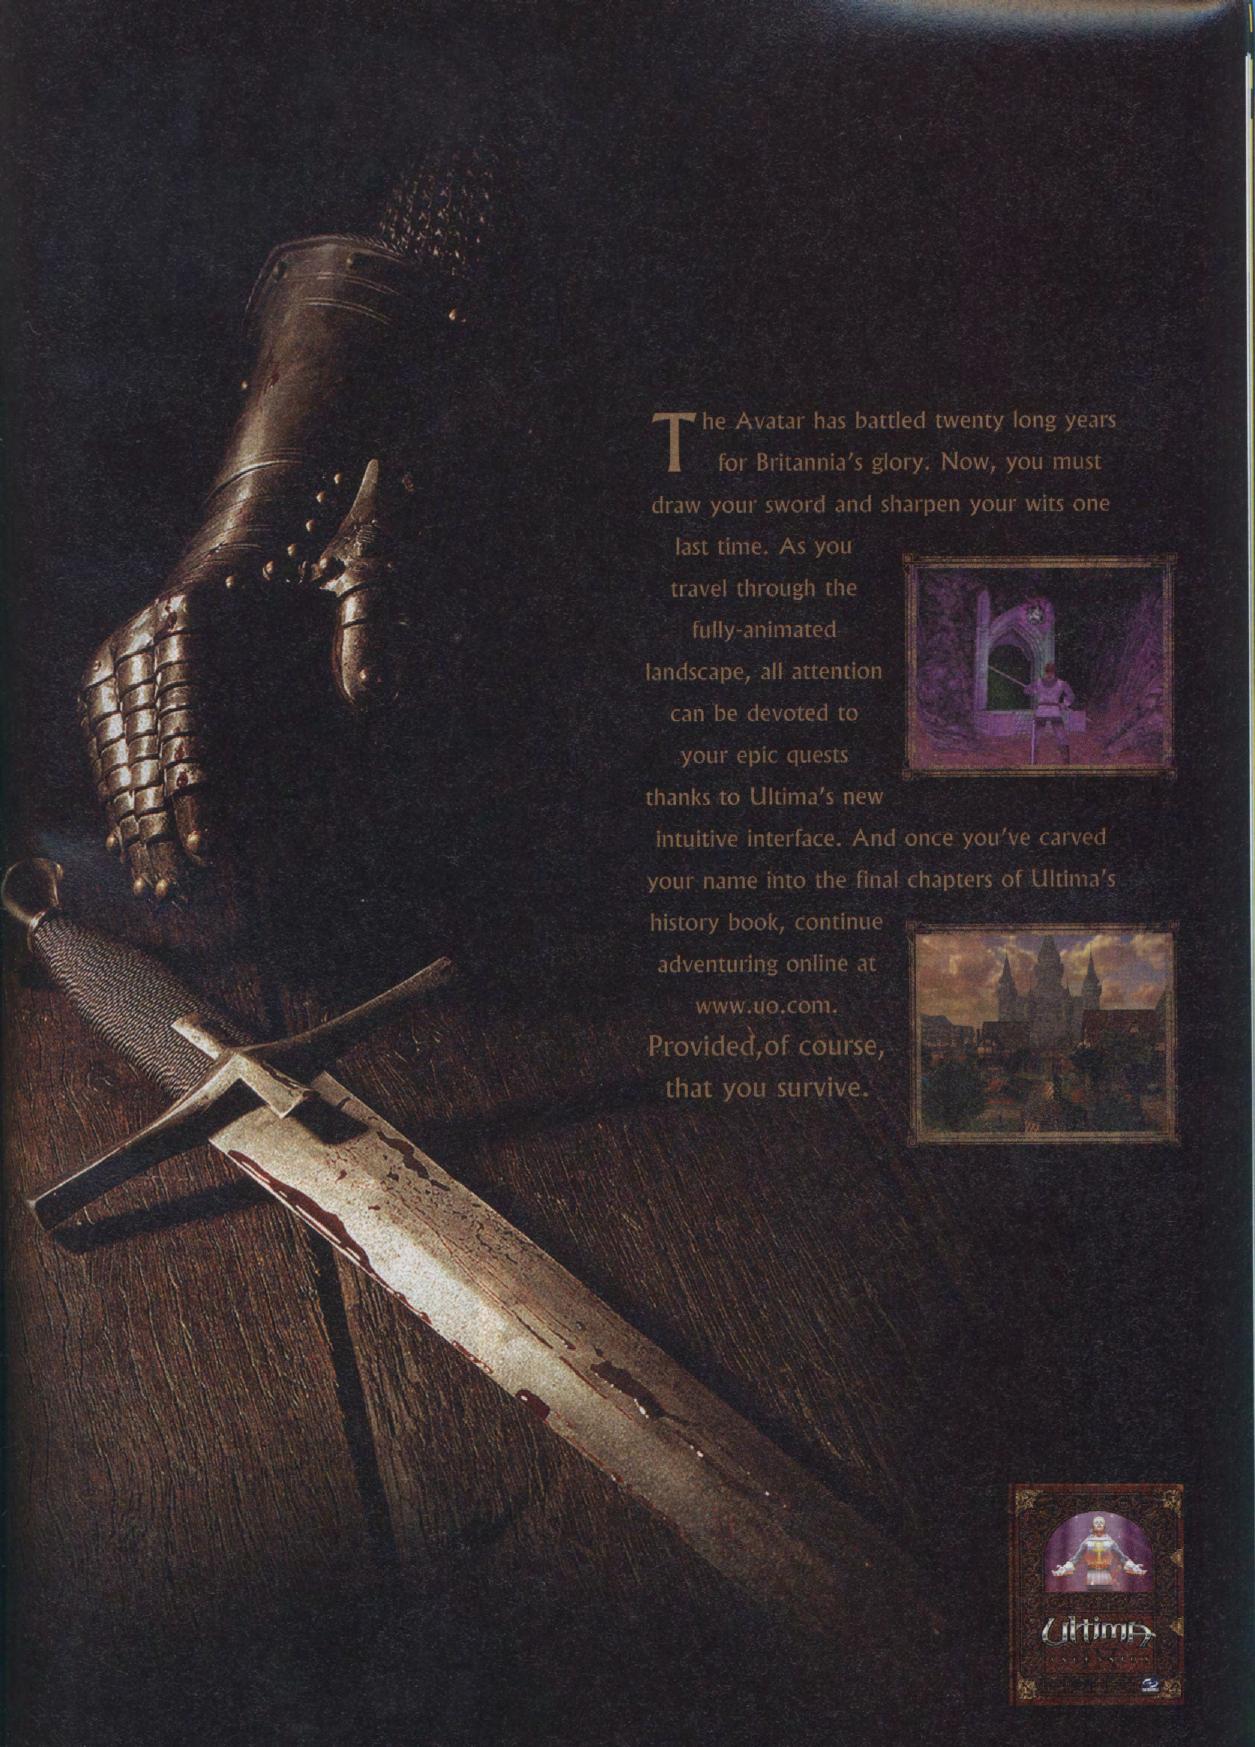 The Avatar has battled twenty long years
for Britannia's glory. Now, you must
draw your sword and sharpen your wits one
last time. As you
travel through the
fully-animated
landscape, all attention
can be devoted to
your epic quests
thanks to Ultima's new
intuitive interface. And once you've carved
your name into the final chapters of Ultima's
history book, continue
adventuring online at
www.uo.com.
Provided,of course,
that you survive.
Ultima
ASCENSION